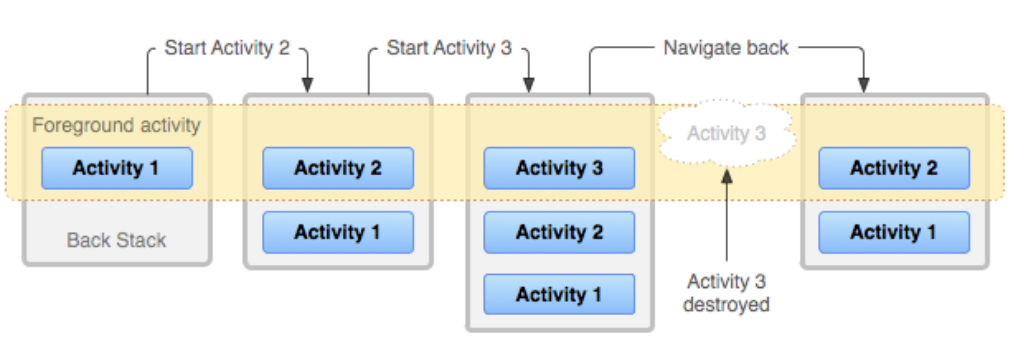 Start Activity 2
Start Activity 3
Navigate back
Foreground activity
Activity 1
Back Stack
Activity 2
Activity 1
Activity 3
Activity 2
Activity 1
Activity 3
Activity 3
destroyed
Activity 2
Activity 1